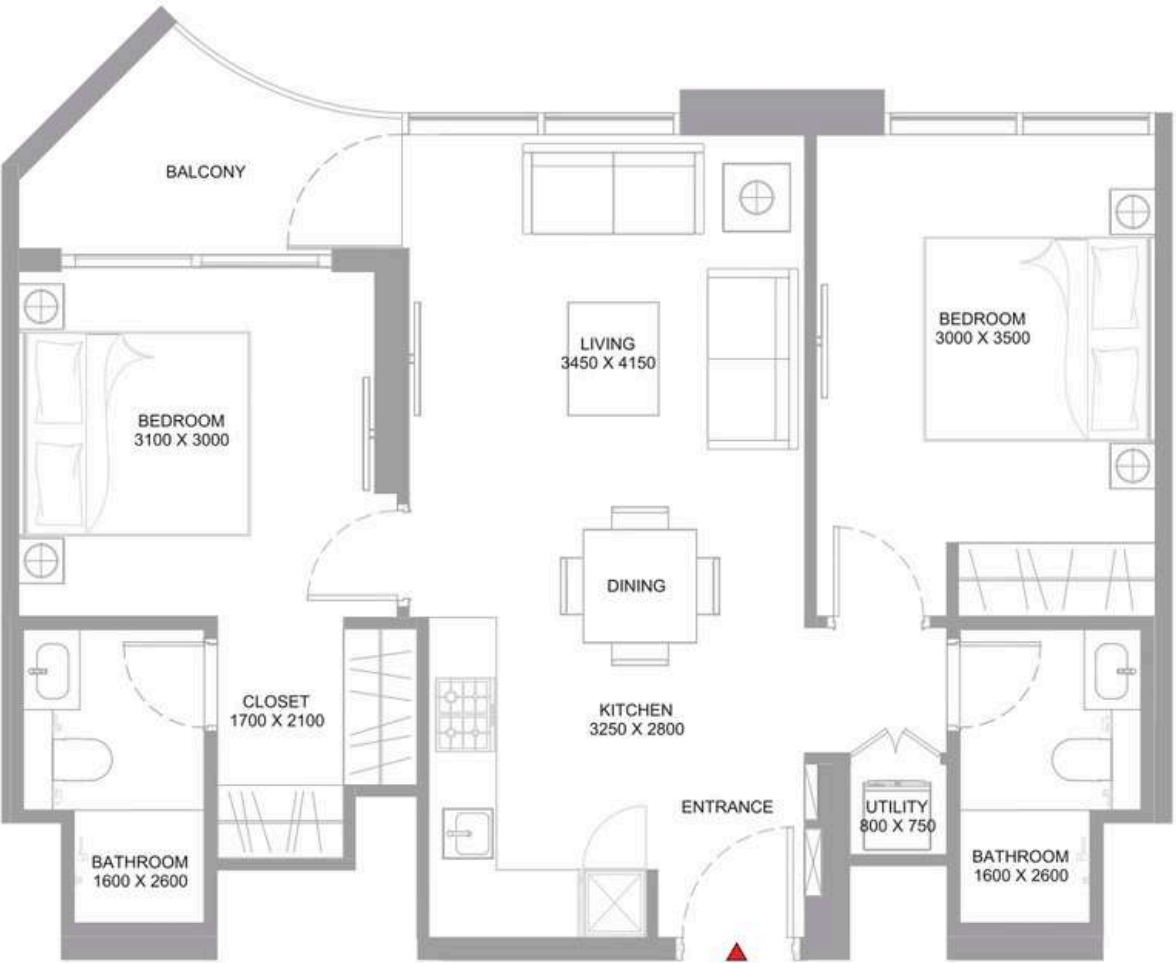 BALCONY
LIVING
3450 X 4150
BEDROOM
3000 X 3500
BEDROOM
3100 X 3000
DINING
CLOSET
1700 X 2100
KITCHEN
3250 X 2800
ENTRANCE
UTILITY
800 X 750
BATHROOM
1600 X 2600
BATHROOM
1600 X 2600